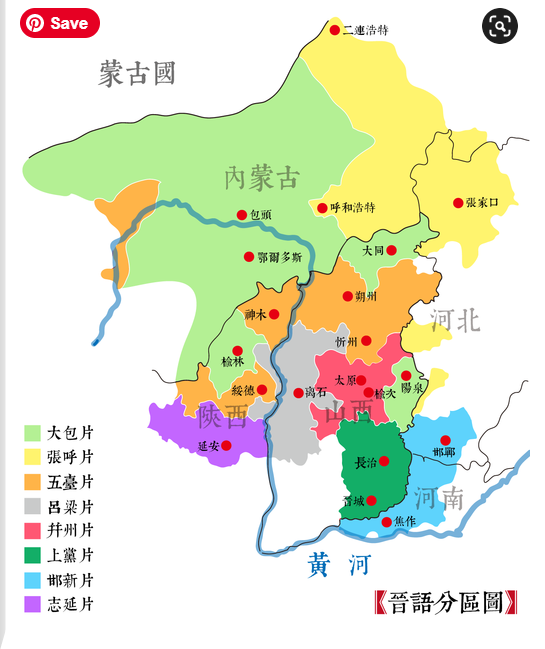 Save
二連浩特
蒙古國
內蒙古
呼和浩特
張家口
包頭
大同
鄂爾多斯
朔州
神木
河北
忻州
榆林
太原
陽泉
綏德
离石
榆次
陝西
山西
延安
邯鄲
長治
晋城
河南
焦作
黃河
大包片
張呼片
五臺片
呂梁片
幷州片
上黨片
邯新片
志延片
【晉語分區圖】